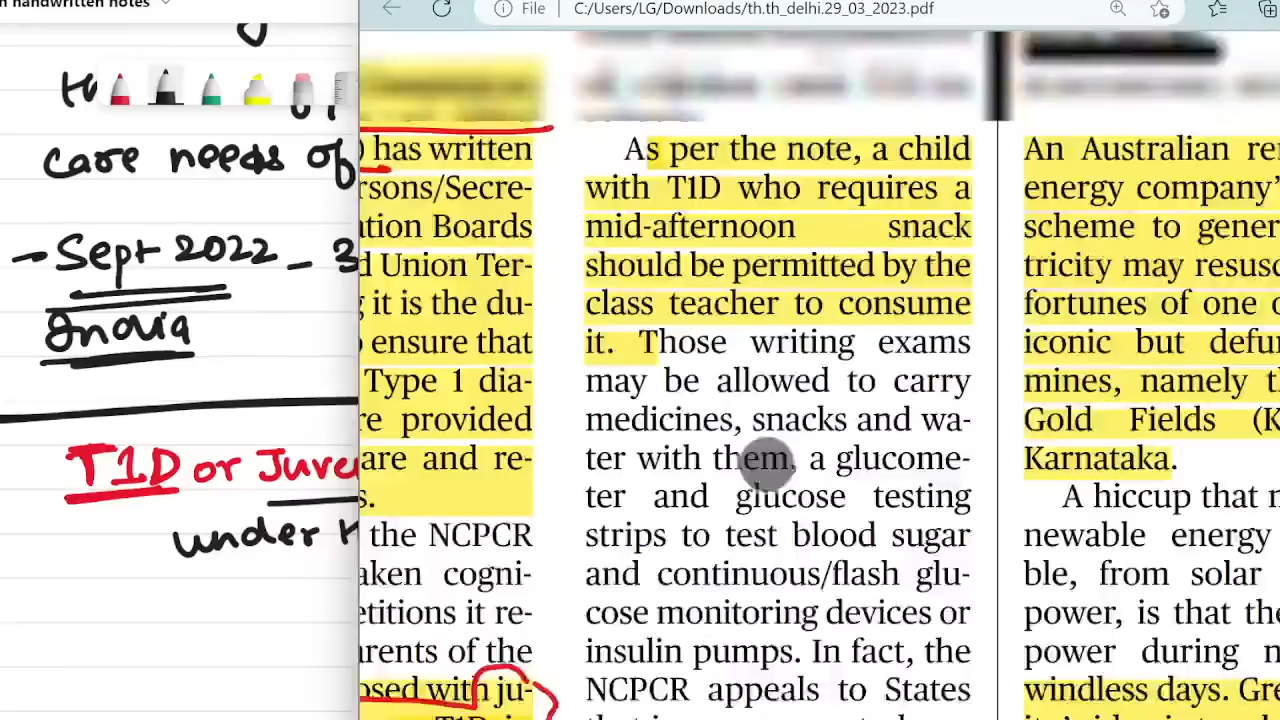 n handwritten notes
care needs of
- Sept 2022 - 3
India
T1D or Juve
under
File C:/Users/LG/Downloads/th.th_delhi.29_03_2023.pdf
has written
rsons/Secre-
ation Boards
d Union Ter-
g it is the du-
o ensure that
Type 1 dia-
re provided
are and re-
s.
the NCPCR
aken cogni-
etitions it re-
arents of the
osed with ju-
T1D
As per the note, a child
with T1D who requires a
mid-afternoon snack
should be permitted by the
class teacher to consume
it. Those writing exams
may be allowed to carry
medicines, snacks and wa-
ter with them, a glucome-
ter and glucose testing
strips to test blood sugar
and continuous/flash glu-
cose monitoring devices or
insulin pumps. In fact, the
NCPCR appeals to States
An Australian re
energy company'
scheme to gener
tricity may resus
fortunes of one o
iconic but defu
mines, namely th
Gold Fields (K
Karnataka.
A hiccup that
newable energy
ble, from solar
power, is that the
power during
windless days. Gre